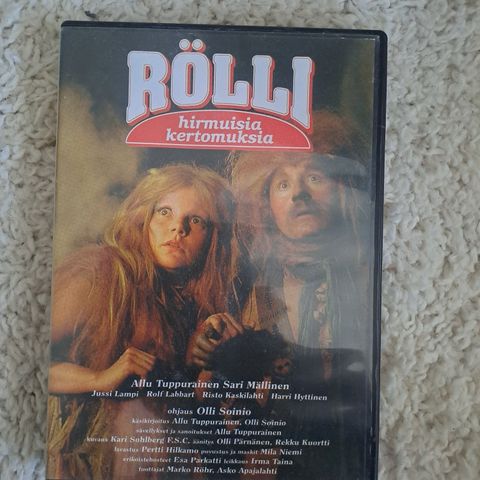 RÖLLI
hirmuisia
kertomuksia
Allu Tuppurainen Sari Mällinen
Jussi Lampi Rolf Labbart Risto Kaskilahti Harri Hyttinen
ohjaus Olli Soinio
käsikirjoitus Allu Tuppurainen, Olli Soinio
sävellykset ja sanoitukset Allu Tuppurainen
kuvaus Kari Sohlberg F.S.C. äänitys Olli Pärnänen, Rekku Kuortti
lavastus Pertti Hilkamo puvustus ja maskit Mila Niemi
erikoistehosteet Esa Parkatti leikkaus Irma Taina
tuottajat Marko Röhr, Asko Apajalahti